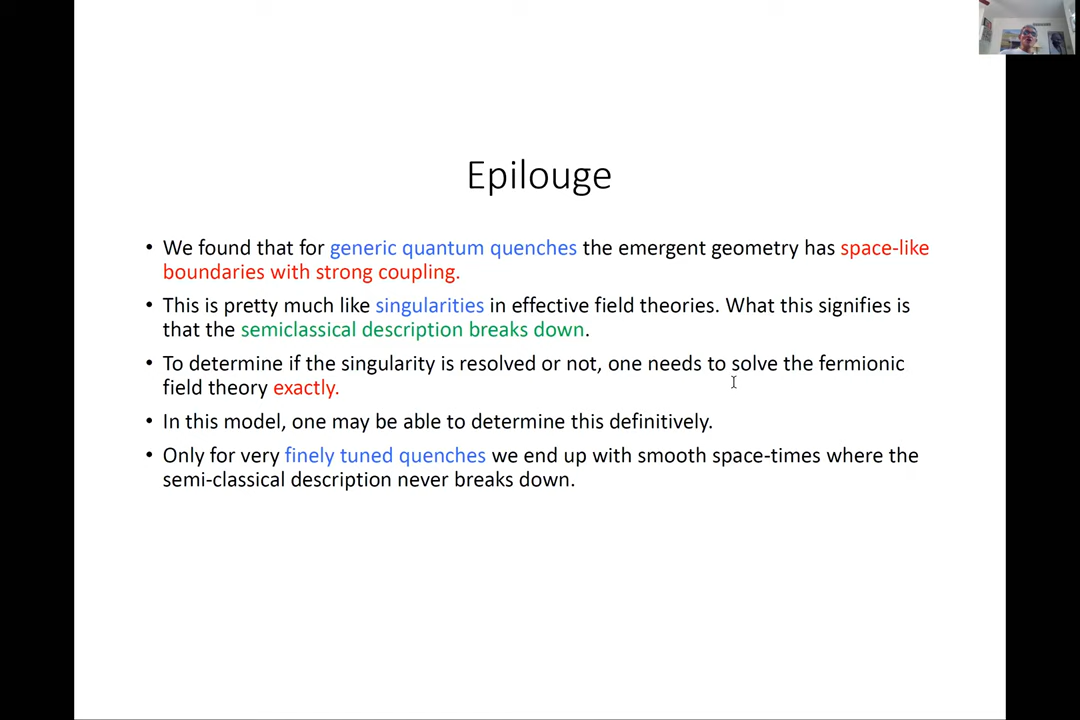 Epilouge
• We found that for generic quantum quenches the emergent geometry has space-like
boundaries with strong coupling.
• This is pretty much like singularities in effective field theories. What this signifies is
that the semiclassical description breaks down.
• To determine if the singularity is resolved or not, one needs to solve the fermionic
field theory exactly.
• In this model, one may be able to determine this definitively.
• Only for very finely tuned quenches we end up with smooth space-times where the
semi-classical description never breaks down.